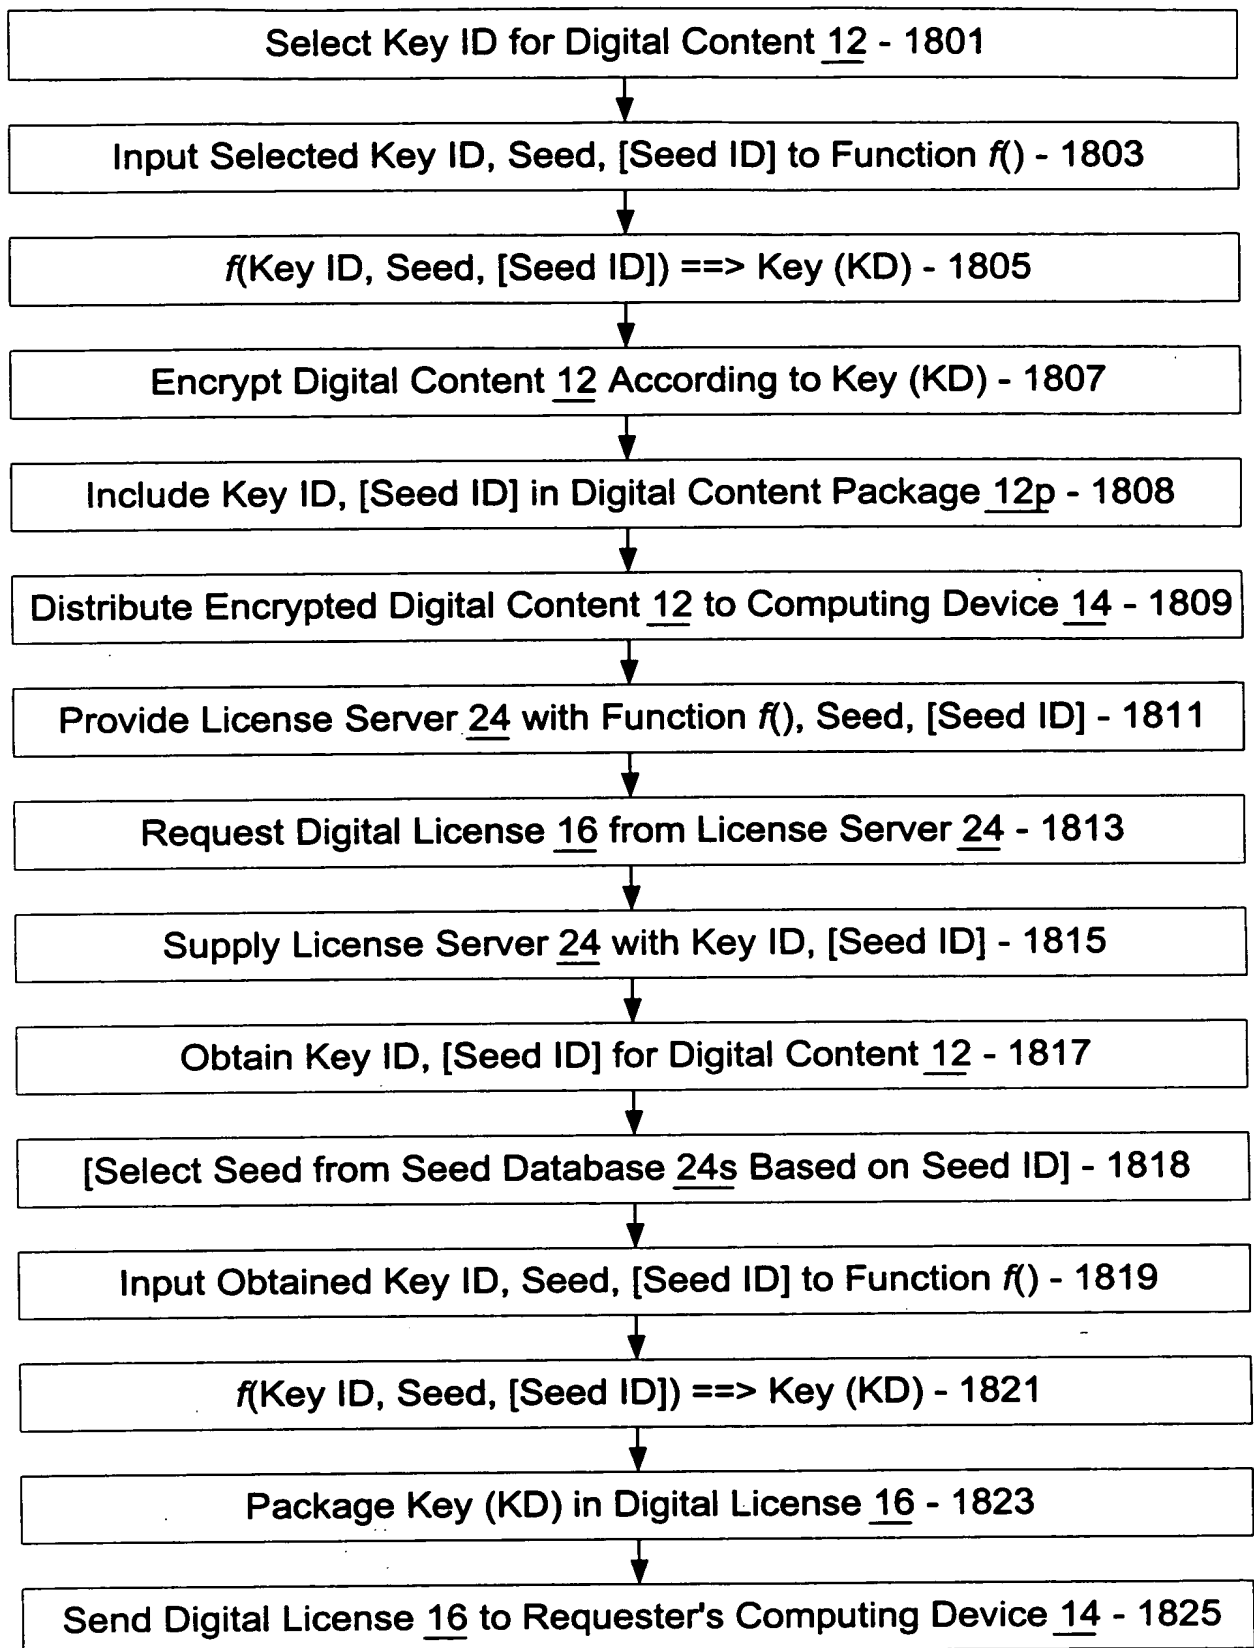 Select Key ID for Digital Content 12 - 1801
Input Selected Key ID, Seed, [Seed ID] to Function f() - 1803
f(Key ID, Seed, [Seed ID]) ==> Key (KD) - 1805
Encrypt Digital Content 12 According to Key (KD) - 1807
Include Key ID, [Seed ID] in Digital Content Package 12p - 1808
Distribute Encrypted Digital Content 12 to Computing Device 14 - 1809
Provide License Server 24 with Function f(), Seed, [Seed ID] - 1811
Request Digital License 16 from License Server 24 - 1813
Supply License Server 24 with Key ID, [Seed ID] - 1815
Obtain Key ID, [Seed ID] for Digital Content 12 - 1817
[Select Seed from Seed Database 24s Based on Seed ID] - 1818
Input Obtained Key ID, Seed, [Seed ID] to Function f() - 1819
f(Key ID, Seed, [Seed ID]) ==> Key (KD) - 1821
Package Key (KD) in Digital License 16 - 1823
Send Digital License 16 to Requester's Computing Device 14 - 1825